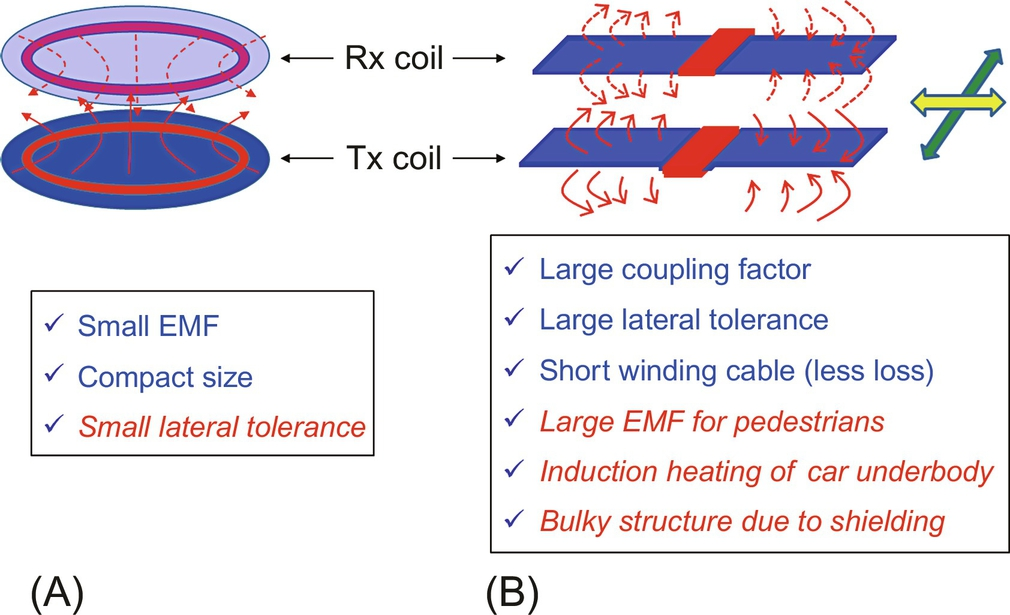 Rx coil
Tx coil
✓ Small EMF
✓ Compact size
✓ Small lateral tolerance
(A)
✓ Large coupling factor
✓ Large lateral tolerance
✓ Short winding cable (less loss)
✓ Large EMF for pedestrians
✓ Induction heating of car underbody
✓ Bulky structure due to shielding
(B)